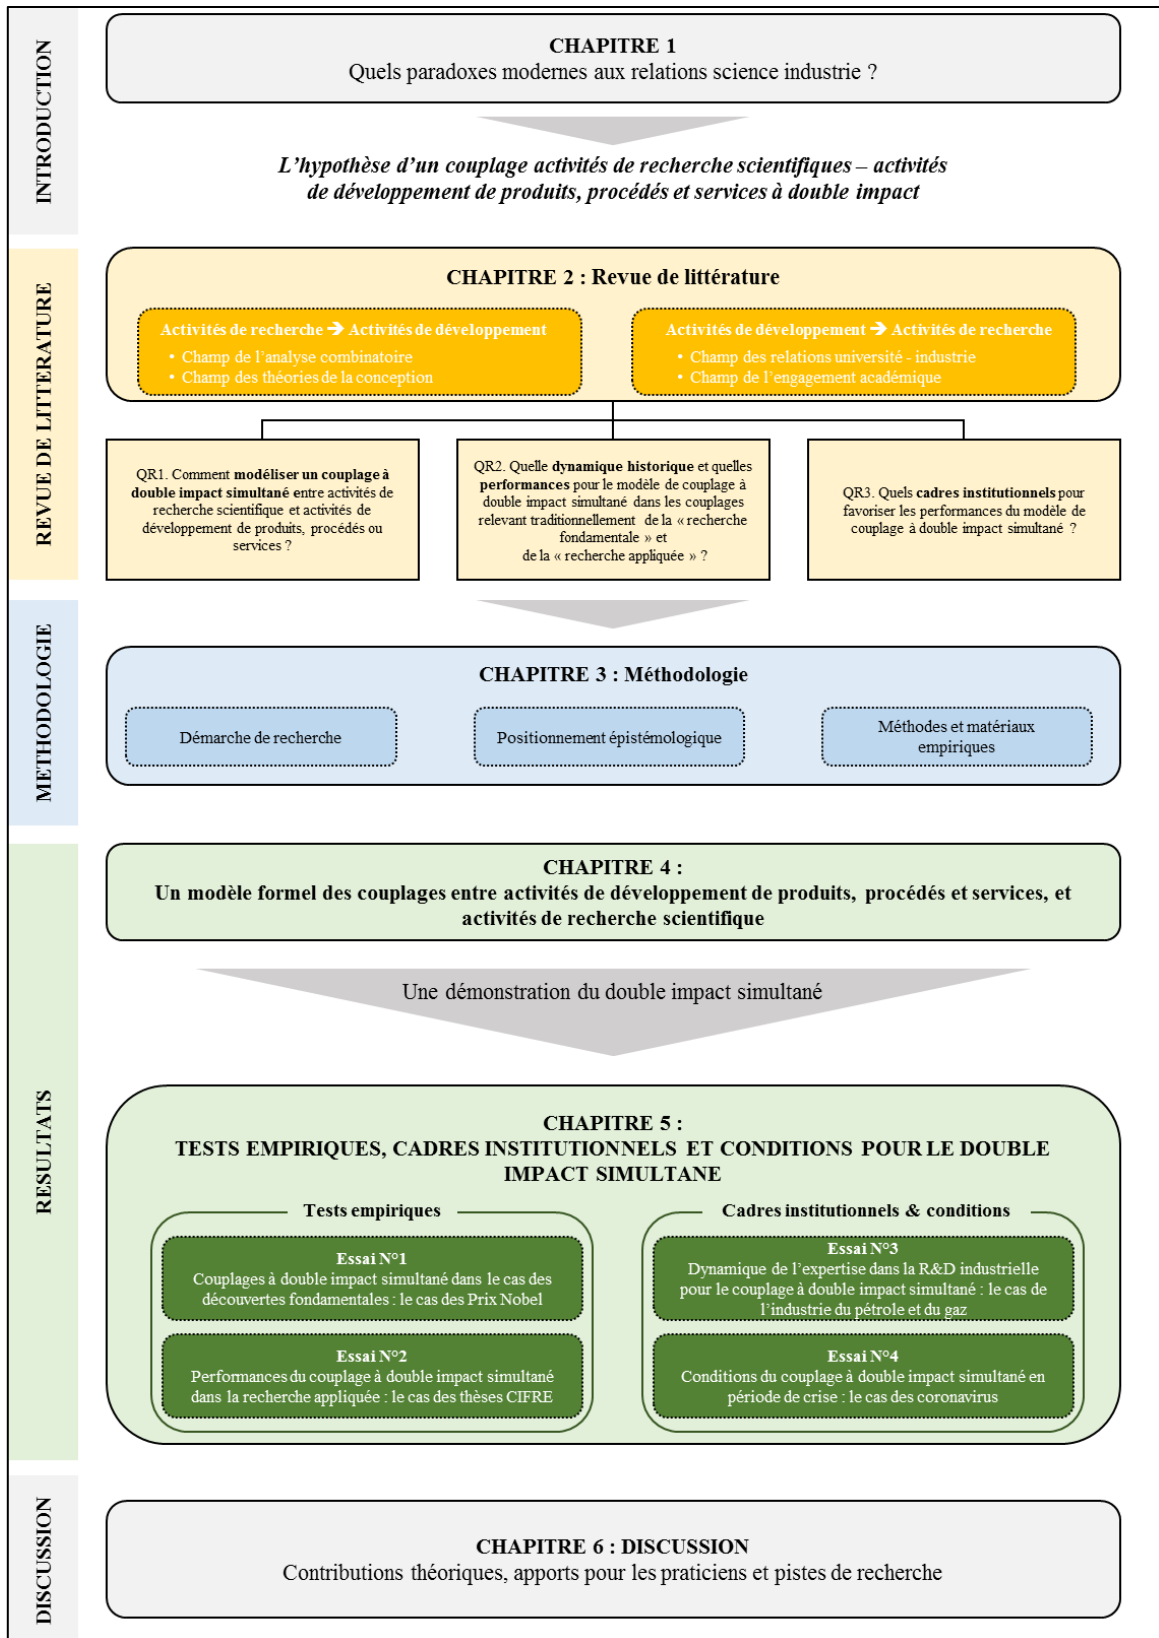 INTRODUCTION
CHAPITRE 1
Quels paradoxes modernes aux relations science industrie ?
L'hypothèse d'un couplage activités de recherche scientifiques – activités
de développement de produits, procédés et services à double impact
REVUE DE LITTERATURE
CHAPITRE 2 : Revue de littérature
Activités de recherche ➔ Activités de développement
• Champ de l'analyse combinatoire
• Champ des théories de la conception
Activités de développement ➔ Activités de recherche
• Champ des relations université - industrie
• Champ de l'engagement académique
QR1. Comment modéliser un couplage à
double impact simultané entre activités de
recherche scientifique et activités de
développement de produits, procédés ou
services ?
QR2. Quelle dynamique historique et quelles
performances pour le modèle de couplage à
double impact simultané dans les couplages
relevant traditionnellement de la « recherche
fondamentale » et
de la « recherche appliquée » ?
QR3. Quels cadres institutionnels pour
favoriser les performances du modèle de
couplage à double impact simultané ?
METHODOLOGIE
CHAPITRE 3 : Méthodologie
Démarche de recherche
Positionnement épistémologique
Méthodes et matériaux
empiriques
RESULTATS
CHAPITRE 4 :
Un modèle formel des couplages entre activités de développement de produits, procédés et services, et
activités de recherche scientifique
Une démonstration du double impact simultané
CHAPITRE 5 :
TESTS EMPIRIQUES, CADRES INSTITUTIONNELS ET CONDITIONS POUR LE DOUBLE
IMPACT SIMULTANE
Tests empiriques
Essai N°1
Couplages à double impact simultané dans le cas des
découvertes fondamentales : le cas des Prix Nobel
Essai N°2
Performances du couplage à double impact simultané
dans la recherche appliquée : le cas des thèses CIFRE
Cadres institutionnels & conditions
Essai N°3
Dynamique de l'expertise dans la R&D industrielle
pour le couplage à double impact simultané : le cas de
l'industrie du pétrole et du gaz
Essai N°4
Conditions du couplage à double impact simultané en
période de crise : le cas des coronavirus
DISCUSSION
CHAPITRE 6 : DISCUSSION
Contributions théoriques, apports pour les praticiens et pistes de recherche